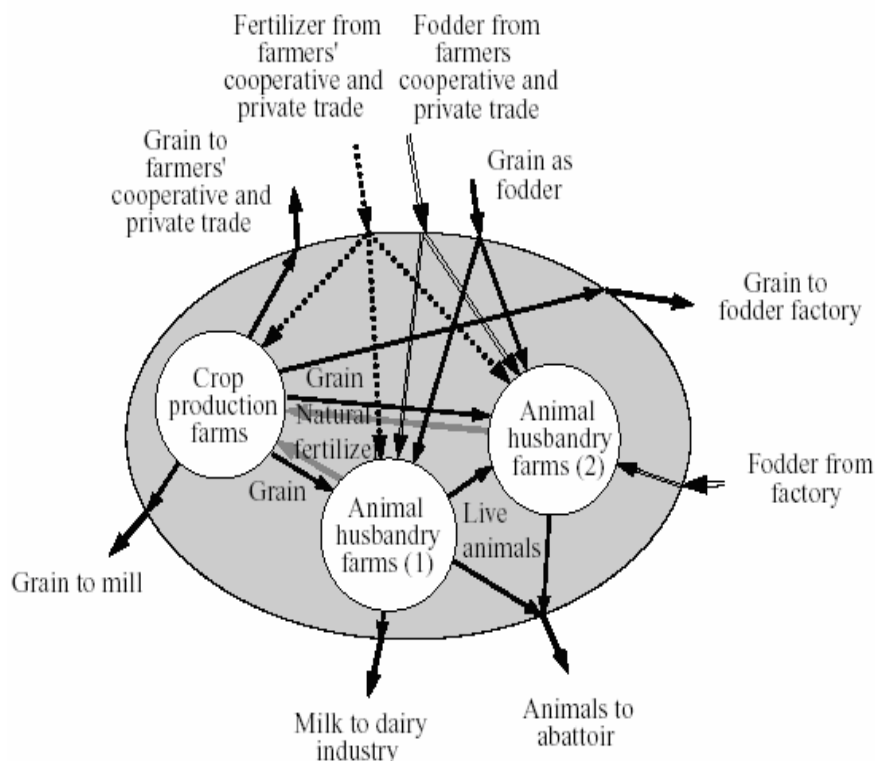 Fertilizer from
farmers'
cooperative and
private trade
Fodder from
farmers
cooperative and
private trade
Grain to
farmers'
cooperative and
private trade
Grain as
fodder
Grain to
fodder factory
Crop
production
farms
Grain
Natural
fertilize
Grain
Animal
husbandry
farms (2)
Animal
husbandry
farms (1)
Live
animals
Fodder from
factory
Grain to mill
Milk to dairy
industry
Animals to
abattoir